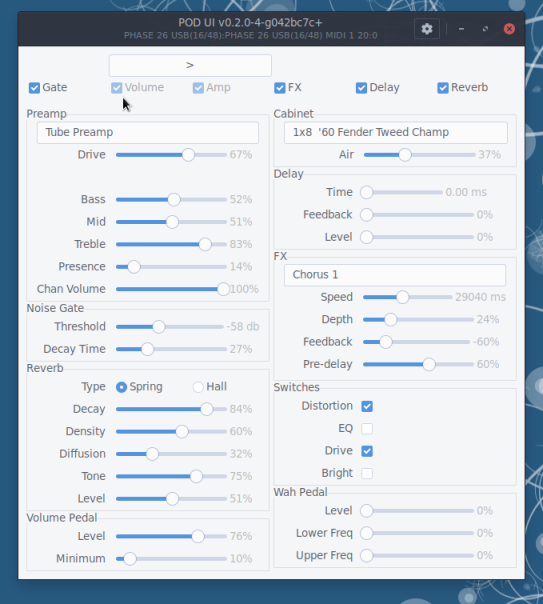 POD UI v0.2.0-4-g042bc7c+
PHASE 26 USB(16/48):PHASE 26 USB(16/48) MIDI 1 20:0
>
Gate Volume Amp FX Delay Reverb
Preamp
Tube Preamp
Drive 67%
Bass 52%
Mid 51%
Treble 83%
Presence 14%
Chan Volume 100%
Noise Gate
Threshold -58 db
Decay Time 27%
Reverb
Type Spring Hall
Decay 84%
Density 60%
Diffusion 32%
Tone 75%
Level 51%
Volume Pedal
Level 76%
Minimum 10%
Cabinet
1x8 '60 Fender Tweed Champ
Air 37%
Delay
Time 0.00 ms
Feedback 0%
Level 0%
FX
Chorus 1
Speed 29040 ms
Depth 24%
Feedback -60%
Pre-delay 60%
Switches
Distortion
EQ
Drive
Bright
Wah Pedal
Level 0%
Lower Freq 0%
Upper Freq 0%